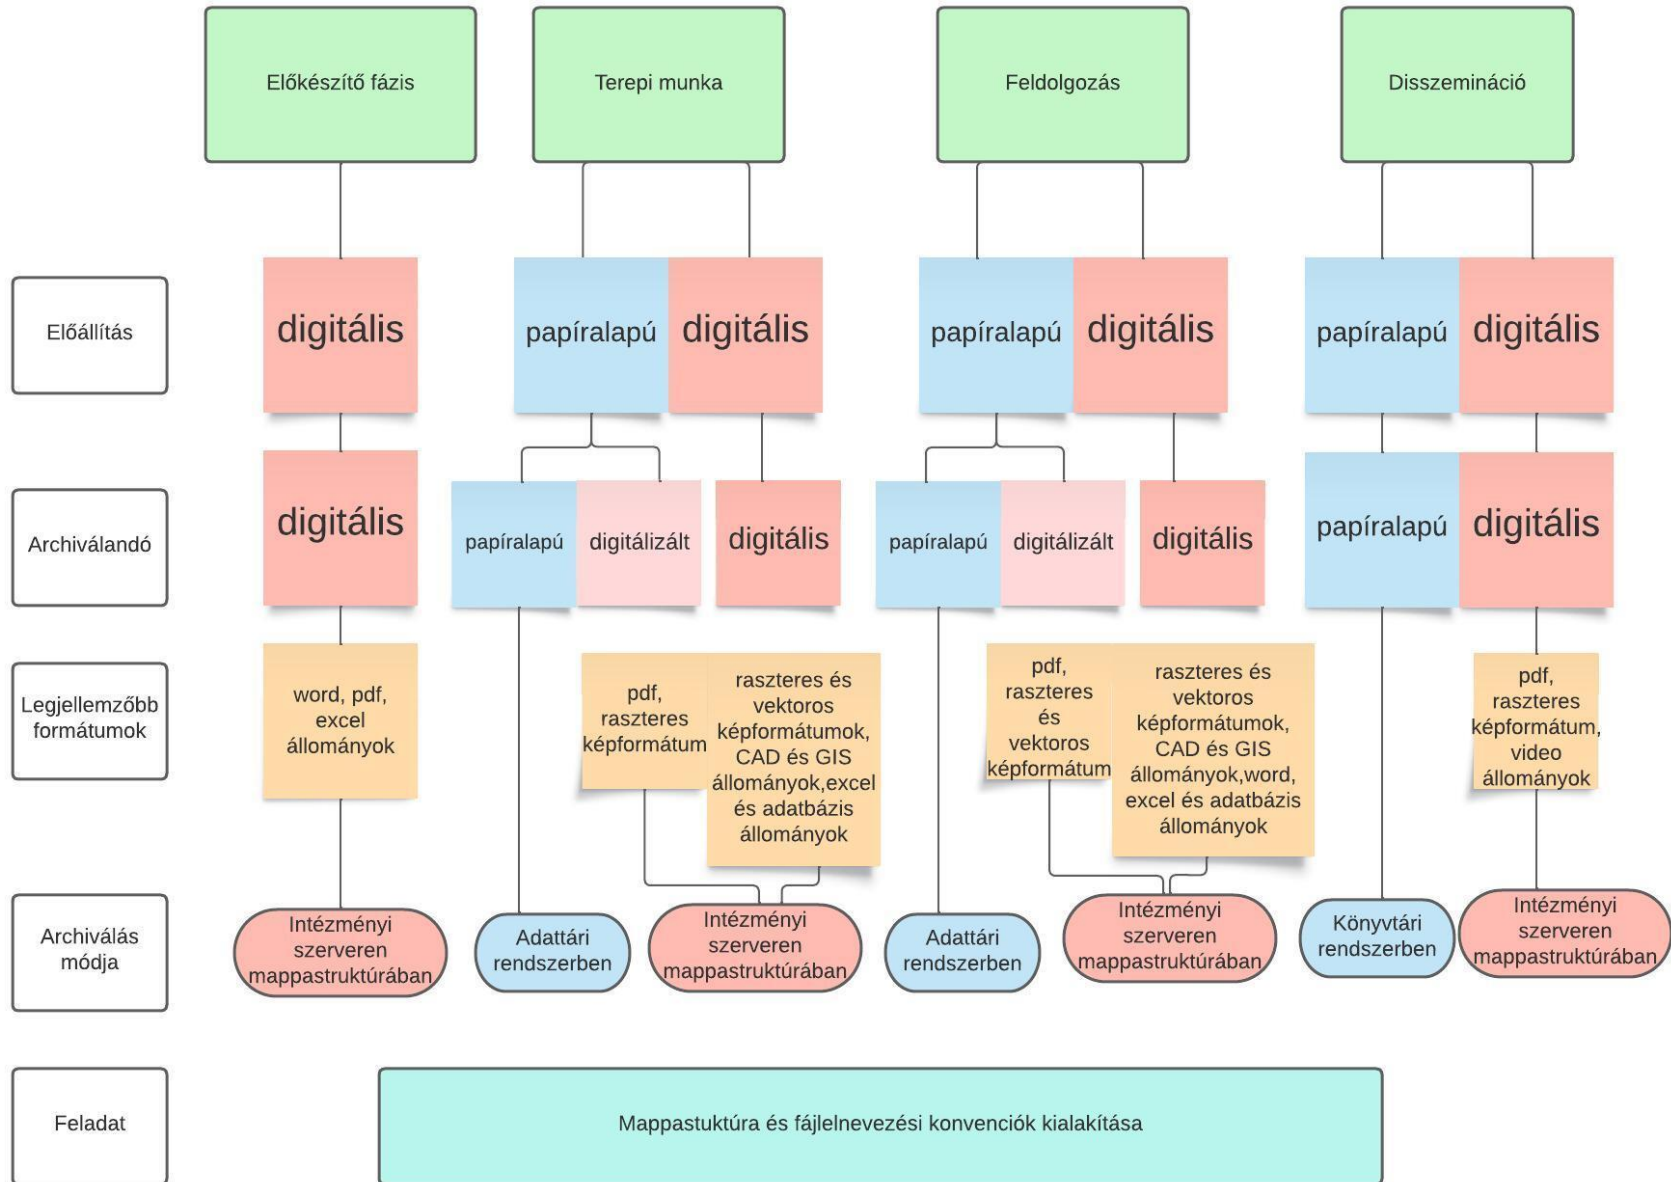 Előkészítő fázis
Terepi munka
Feldolgozás
Disszemináció
Előállítás
digitális
papíralapú
digitális
papíralapú
digitális
papíralapú
digitális
Archiválandó
digitális
papíralapú
digitálizált
digitális
papíralapú
digitálizált
digitális
papíralapú
digitális
Legjellemzőbb
formátumok
word, pdf,
excel
állományok
pdf,
raszteres
képformátum
raszteres és
vektoros
képformátumok,
CAD és GIS
állományok,excel
és adatbázis
állományok
pdf,
raszteres
és
vektoros
képformátum
raszteres és
vektoros
képformátumok,
CAD és GIS
állományok,word,
excel és adatbázis
állományok
pdf,
raszteres
képformátum,
video
állományok
Archiválás
módja
Intézményi
szerveren
mappastruktúrában
Adattári
rendszerben
Intézményi
szerveren
mappastruktúrában
Adattári
rendszerben
Intézményi
szerveren
mappastruktúrában
Könyvtári
rendszerben
Intézményi
szerveren
mappastruktúrában
Feladat
Mappastuktúra és fájlelnevezési konvenciók kialakítása